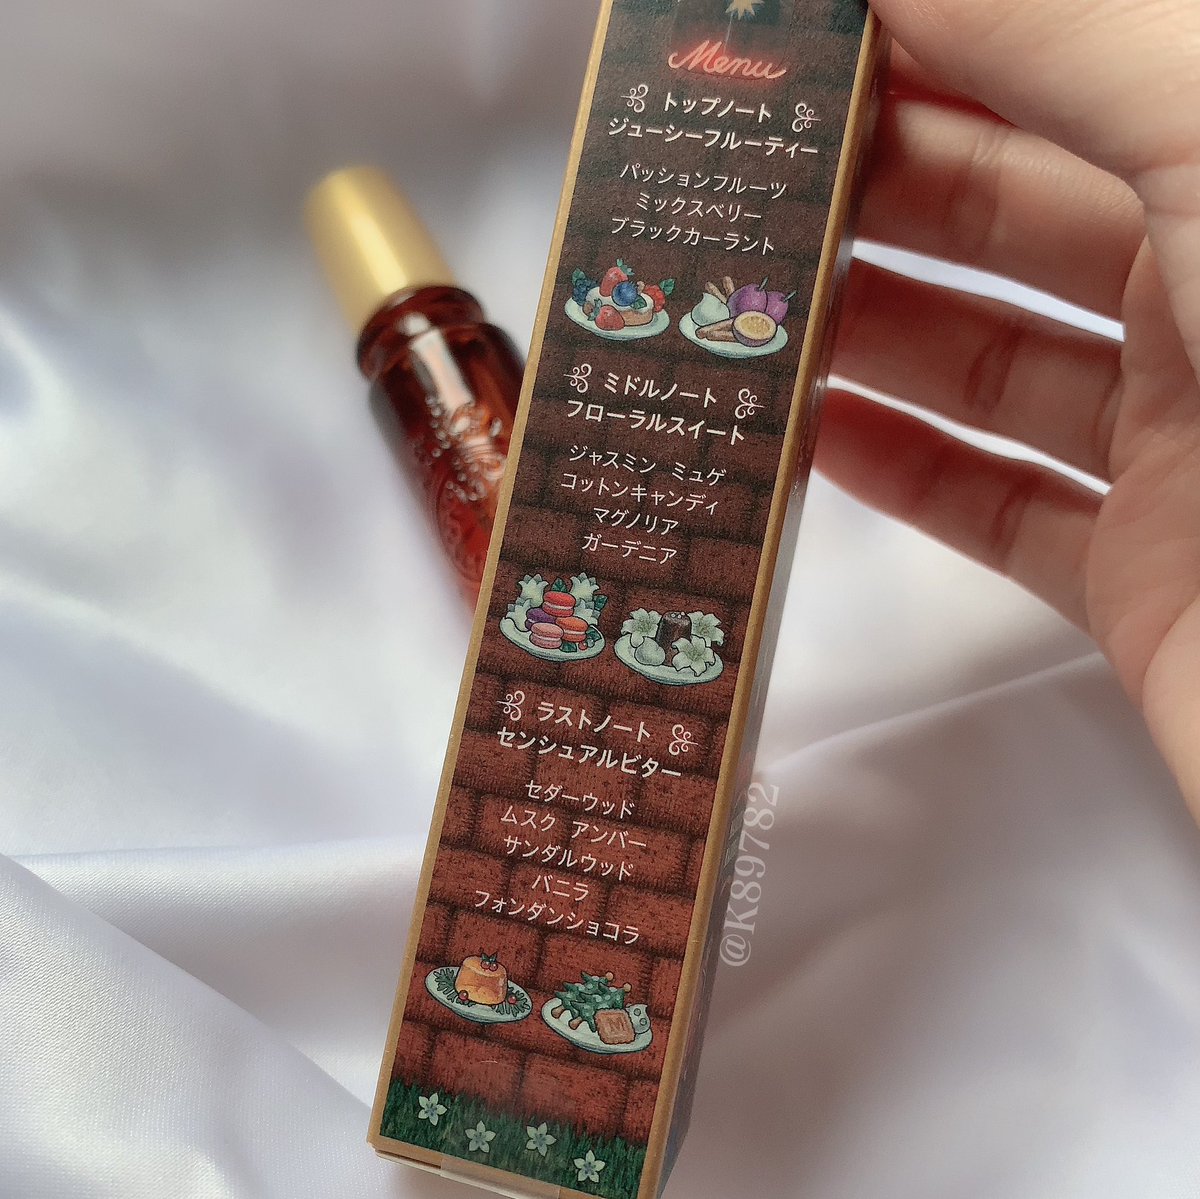 Menu
トップノート
ジューシーフルーティー
パッションフルーツ
ミックスベリー
ブラックカーラント
ミドルノート
フローラルスイート
ジャスミン ミュゲ
コットンキャンディ
マグノリア
ガーデニア
ラストノート
センシュアルビター
セダーウッド
ムスク アンバー
サンダルウッド
バニラ
フォンダンショコラ
@K89782